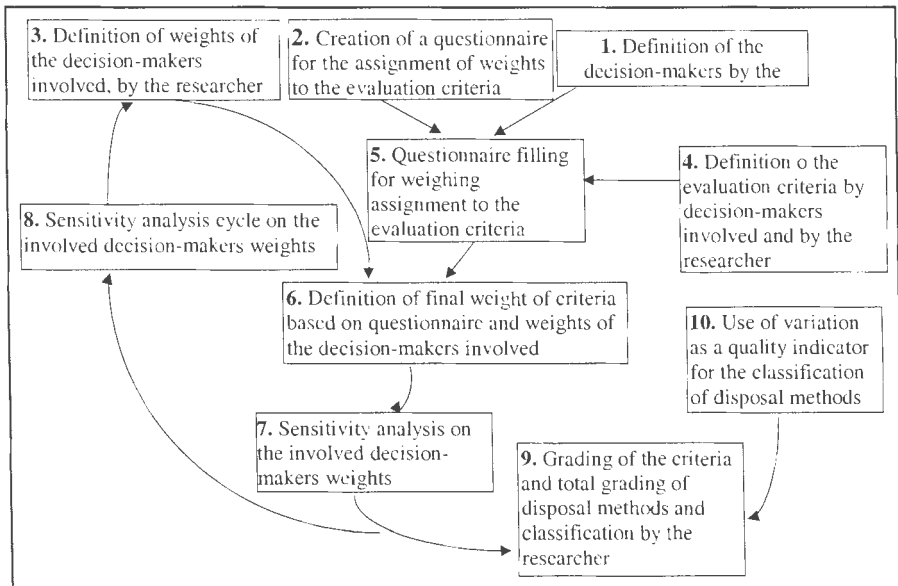 3. Definition of weights of
the decision-makers
involved, by the researcher
2. Creation of a questionnaire
for the assignment of weights
to the evaluation criteria
1. Definition of the
decision-makers by the
5. Questionnaire filling
for weighing
assignment to the
evaluation criteria
4. Definition o the
evaluation criteria by
decision-makers
involved and by the
researcher
8. Sensitivity analysis cycle on the
involved decision-makers weights
6. Definition of final weight of criteria
based on questionnaire and weights of
the decision-makers involved
10. Use of variation
as a quality indicator
for the classification
of disposal methods
7. Sensitivity analysis on
the involved decision-
makers weights
9. Grading of the criteria
and total grading of
disposal methods and
classification by the
researcher